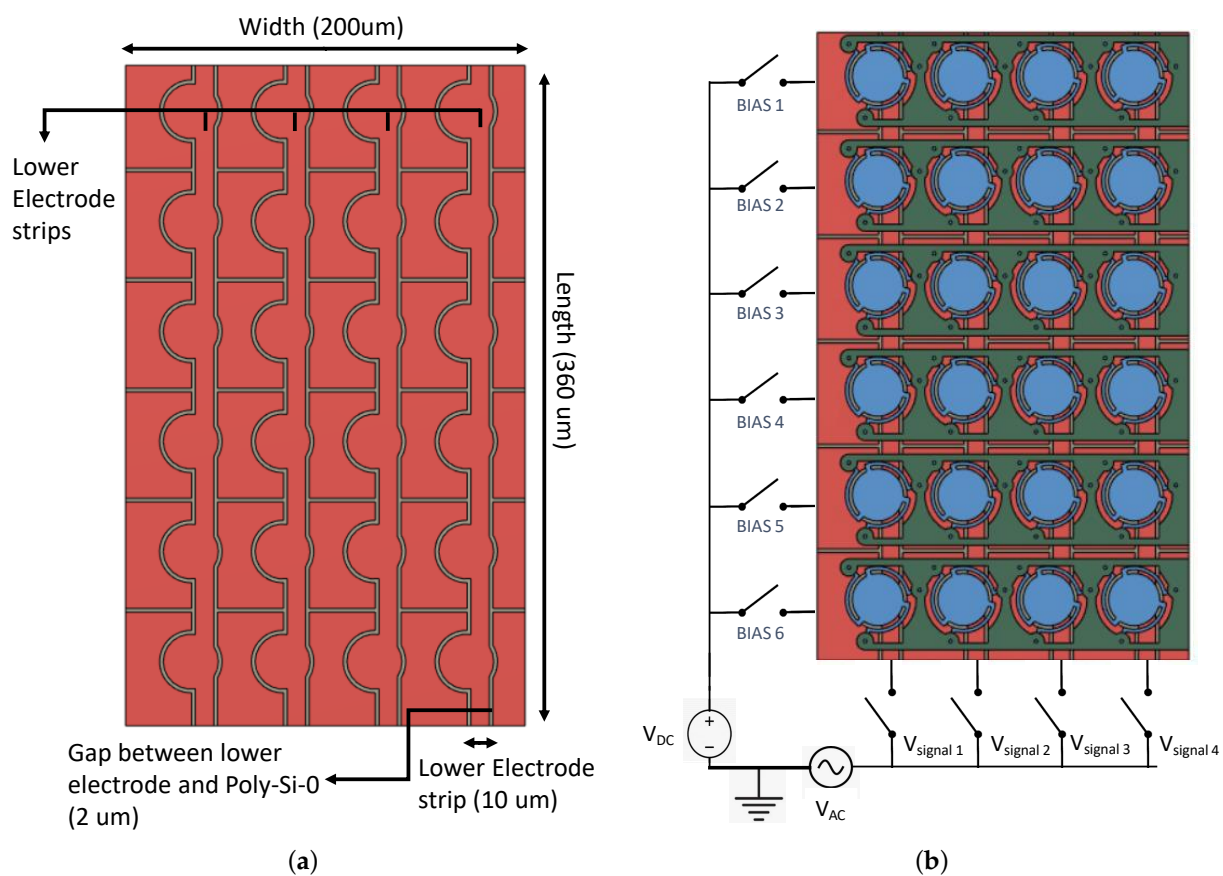 Width (200um)
Lower
Electrode
strips
Length (360 um)
Gap between lower
electrode and Poly-Si-0
(2 um)
Lower Electrode
strip (10 um)
(a)
BIAS 1
BIAS 2
BIAS 3
BIAS 4
BIAS 5
BIAS 6
VDC
+
−
VAC
Vsignal 1
Vsignal 2
Vsignal 3
Vsignal 4
(b)